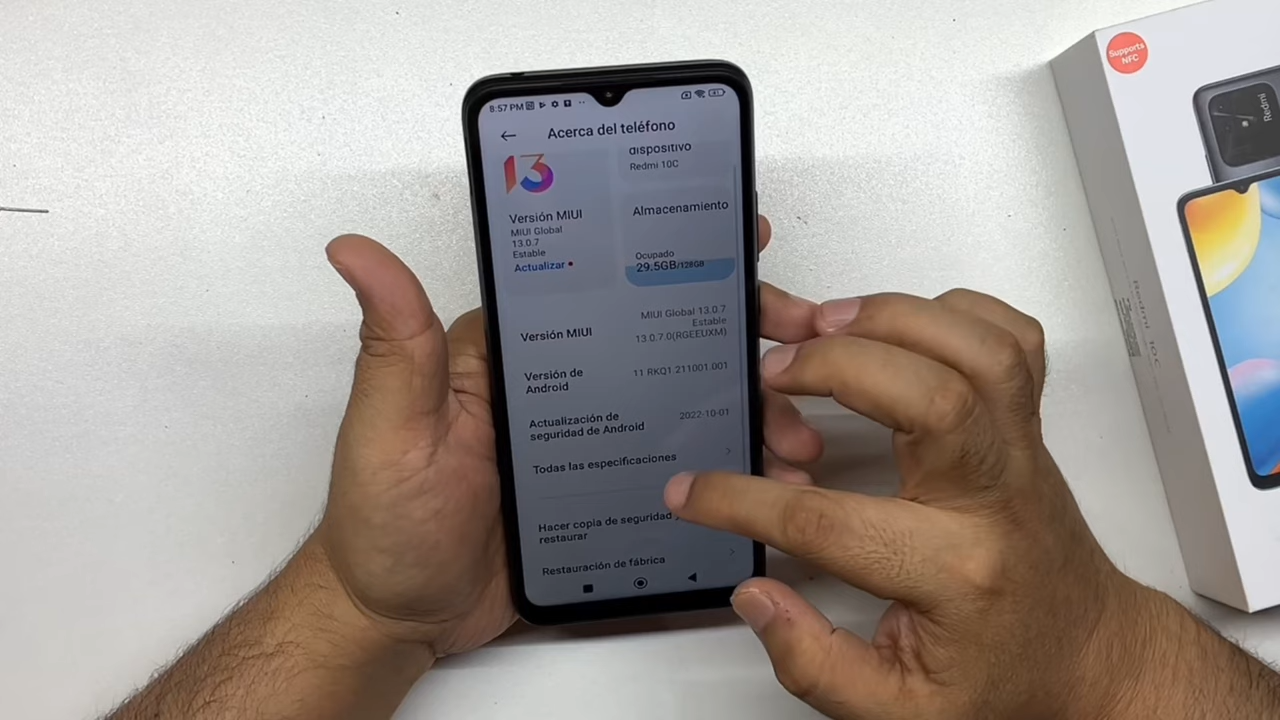 8:57 PM
Acerca del teléfono
13
dispositivo
Redmi 10C
Versión MIUI
MIUI Global
13.0.7
Estable
Actualizar
Almacenamiento
Ocupado
29.5GB/128GB
Versión MIUI
MIUI Global 13.0.7
Estable
13.0.7.0(RGEEUXM)
Versión de
Android
11 RKQ1.211001.001
Actualización de
seguridad de Android
2022-10-01
Todas las especificaciones
Hacer copia de seguridad y
restaurar
Restauración de fábrica
Supports
NFC
Redmi
Redmi 10C